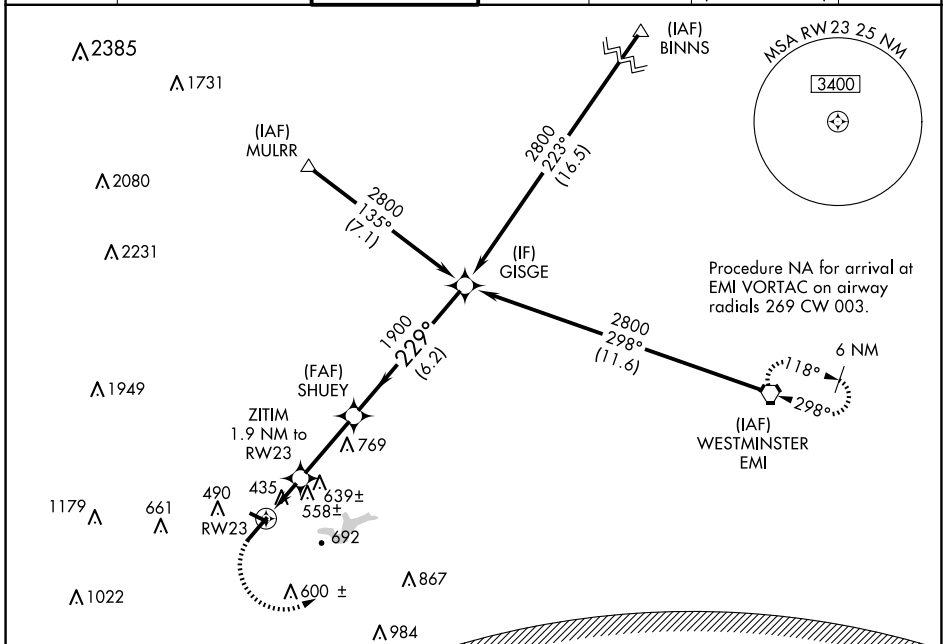 2385
1731
(IAF)
BINNS
MSA RW 23 25 NM
3400
(IAF)
MULRR
2800
223°
(16.5)
2080
2800
135°
(7.1)
2231
(IF)
GISGE
Procedure NA for arrival at
EMI VORTAC on airway
radials 269 CW 003.
2800
298°
(11.6)
1900
229°
(6.2)
6 NM
118°
298°
(IAF)
WESTMINSTER
EMI
(FAF)
SHUEY
1949
ZITIM
1.9 NM to
RW23
769
435
639±
558±
490
1179
661
RW23
692
1022
600 ±
867
984